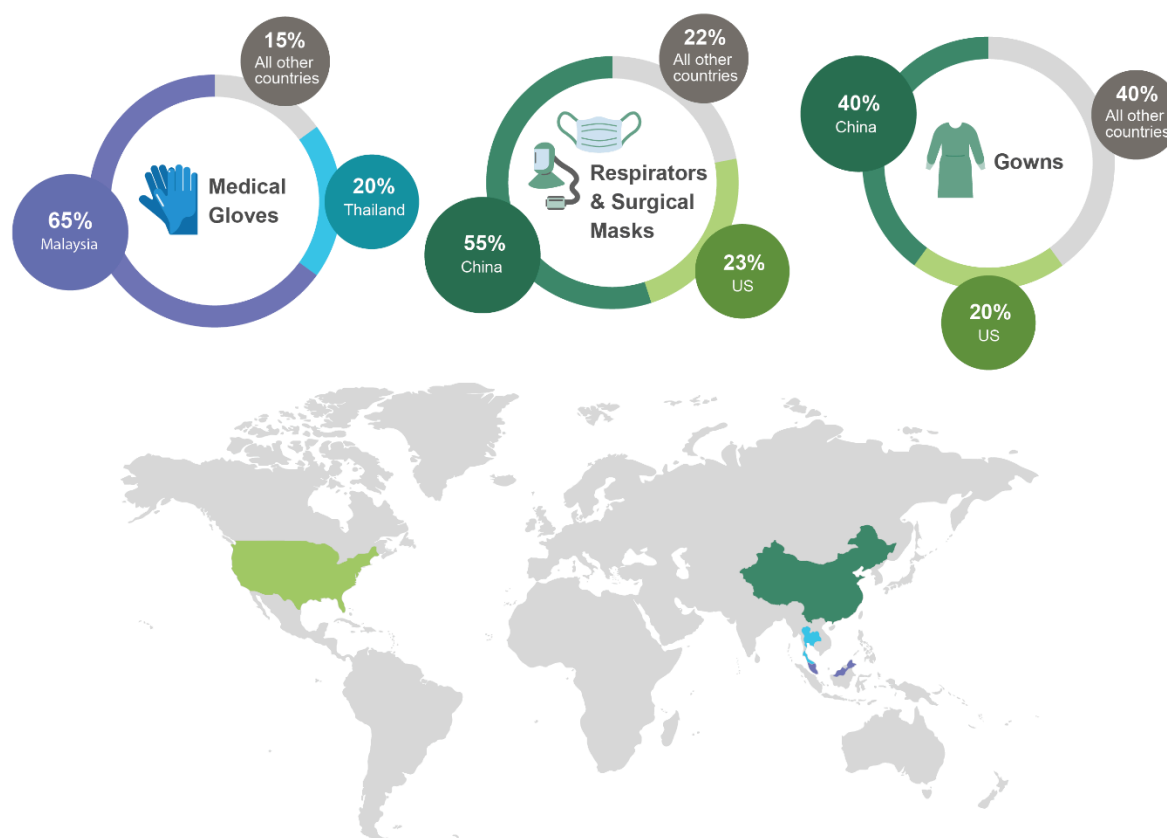 15%
All other
countries
Medical
Gloves
20%
Thailand
65%
Malaysia
22%
All other
countries
Respirators
& Surgical
Masks
55%
China
23%
US
40%
China
40%
All other
countries
Gowns
20%
US